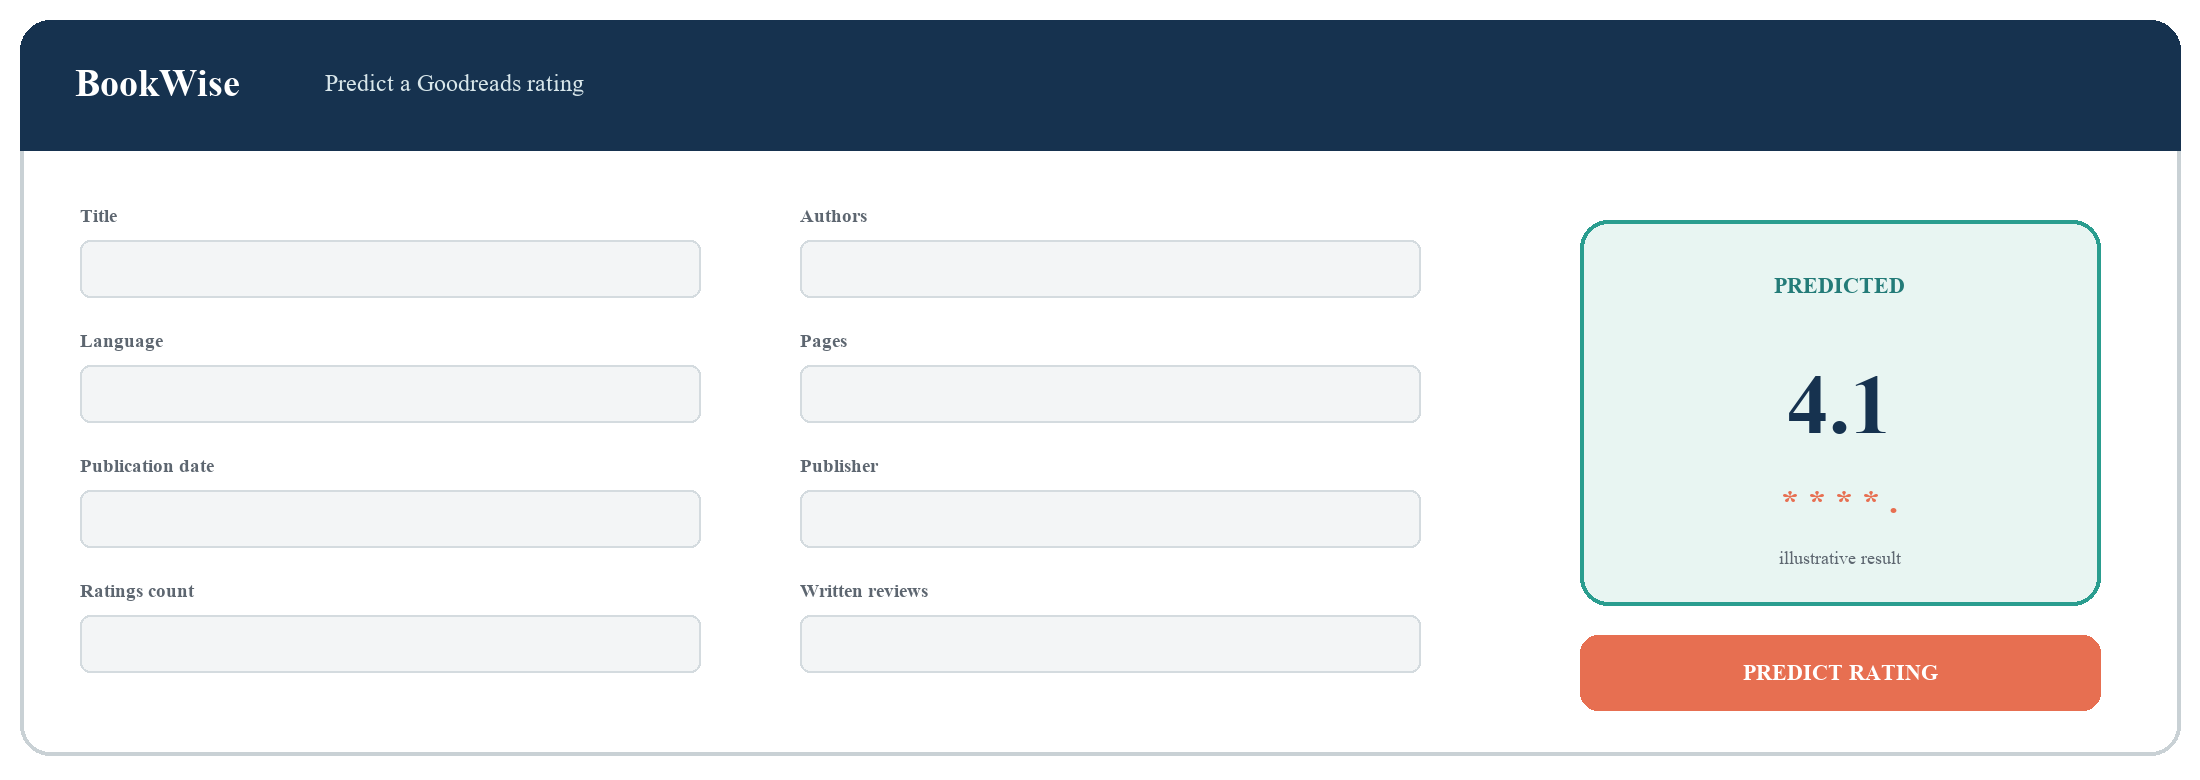 BookWise
Predict a Goodreads rating
Title
Authors
Language
Pages
Publication date
Publisher
Ratings count
Written reviews
PREDICTED
4.1
* * * * .
illustrative result
PREDICT RATING